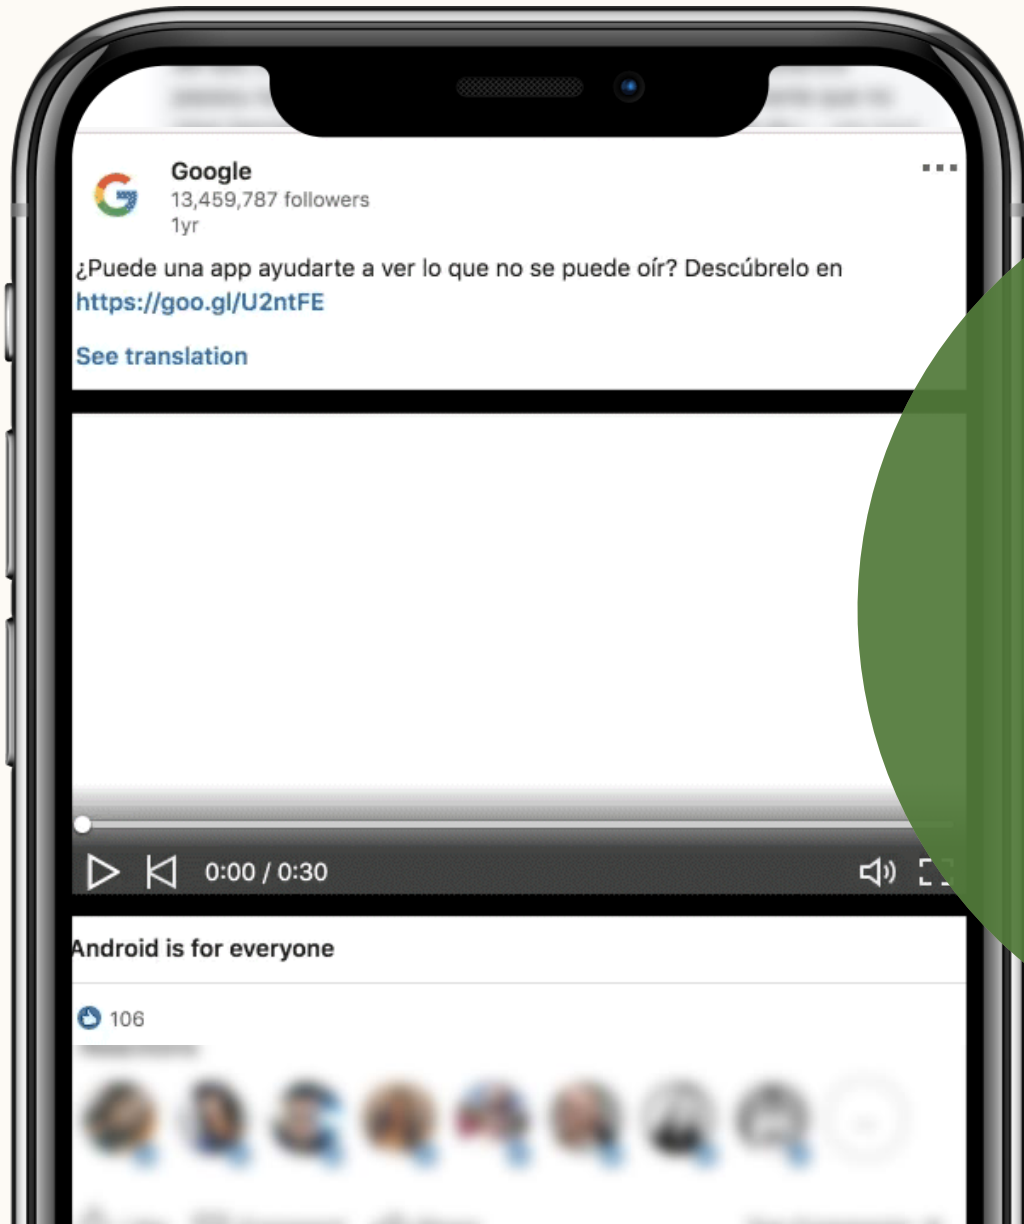 Google
13,459,787 followers
1yr
¿Puede una app ayudarte a ver lo que no se puede oír? Descúbrelo en
https://goo.gl/U2ntFE
See translation
0:00 / 0:30
Android is for everyone
106